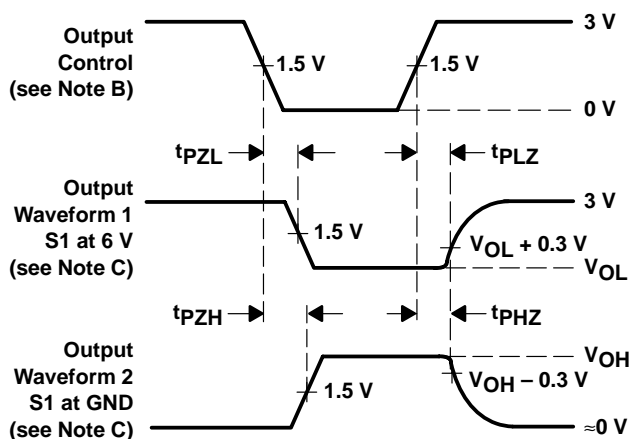 Output
Control
(see Note B)
1.5 V
1.5 V
3 V
0 V
tPZL
tPLZ
Output
Waveform 1
S1 at 6 V
(see Note C)
1.5 V
3 V
VOL + 0.3 V
VOL
tPZH
tPHZ
Output
Waveform 2
S1 at GND
(see Note C)
1.5 V
VOH
VOH – 0.3 V
≈0 V